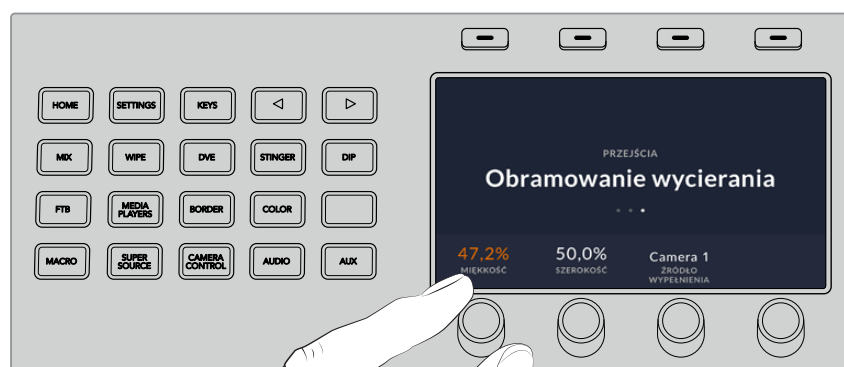 HOME SETTINGS KEYS
MIX WIPE DVE STINGER DIP
FTB MEDIA PLAYERS BORDER COLOR
MACRO SUPER SOURCE CAMERA CONTROL AUDIO AUX
PRZEJŚCIA
Obramowanie wycierania
47,2% 50,0% Camera 1
MIĘKKOŚĆ SZEROKOŚĆ ŹRÓDŁO
WYPEŁNIENIA